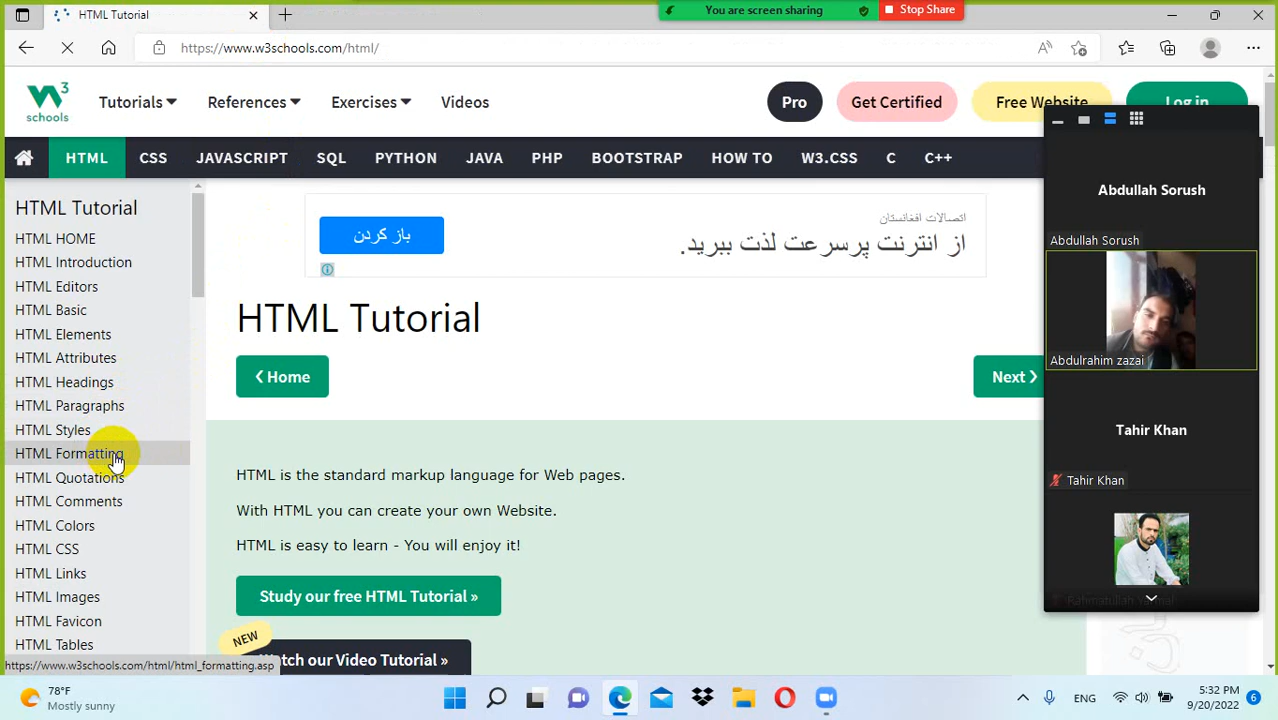 HTML Tutorial
You are screen sharing
Stop Share
https://www.w3schools.com/html/
W3 schools
Tutorials
References
Exercises
Videos
Pro
Get Certified
Free Website
Log in
HTML
CSS
JAVASCRIPT
SQL
PYTHON
JAVA
PHP
BOOTSTRAP
HOW TO
W3.CSS
C
C++
HTML Tutorial
HTML HOME
HTML Introduction
HTML Editors
HTML Basic
HTML Elements
HTML Attributes
HTML Headings
HTML Paragraphs
HTML Styles
HTML Formatting
HTML Quotations
HTML Comments
HTML Colors
HTML CSS
HTML Links
HTML Images
HTML Favicon
HTML Tables
https://www.w3schools.com/html/html_formatting.asp
اتصالات افغانستان
از انترنت پرسرعت لذت ببرید.
باز کردن
HTML Tutorial
❮ Home
Next ❯
HTML is the standard markup language for Web pages.
With HTML you can create your own Website.
HTML is easy to learn - You will enjoy it!
Study our free HTML Tutorial »
NEW
atch our Video Tutorial »
Abdullah Sorush
Abdullah Sorush
Abdulrahim zazai
Tahir Khan
Tahir Khan
78°F
Mostly sunny
ENG
5:32 PM
9/20/2022
6